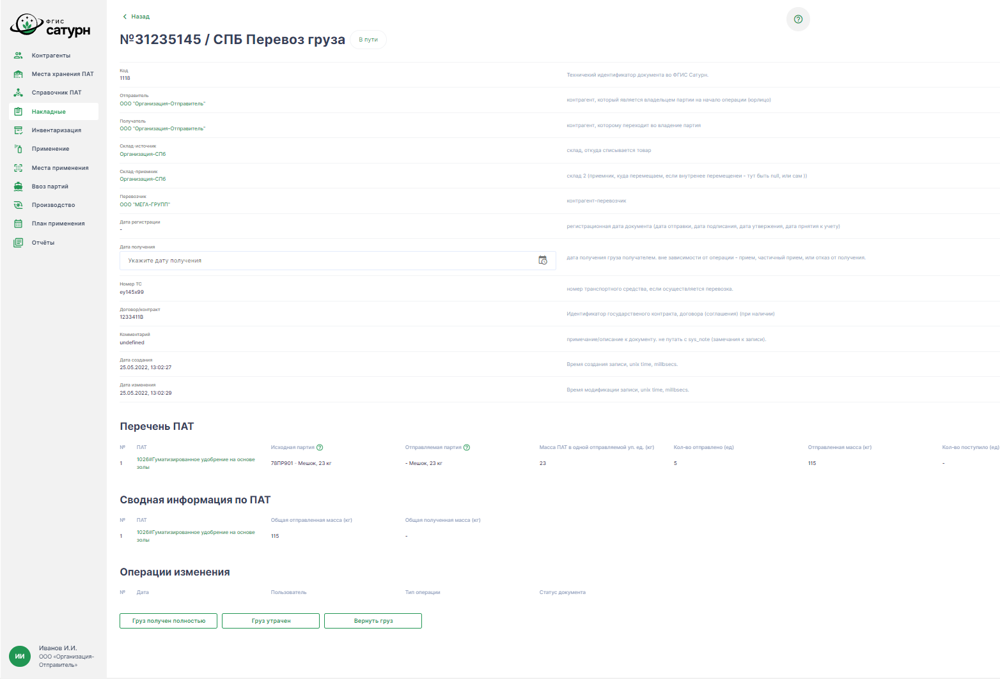 ФГИС
сатурн
Контрагенты
Места хранения ПАТ
Справочник ПАТ
Накладные
Инвентаризация
Применение
Места применения
Ввоз партий
Производство
План применения
Отчёты
ИИ
Иванов И.И.
ООО «Организация-
Отправитель»
Назад
№31235145 / СПБ Перевоз груза В пути
Код
1118
Техничекий идентификатор документа во ФГИС Сатурн.
Отправитель
ООО "Организация-Отправитель"
контрагент, который является владельцем партии на начало операции (юрлицо)
Получатель
ООО "Организация-Отправитель"
контрагент, которому переходит во владение партия
Склад-источник
Организация-СПб
склад, откуда списывается товар
Склад-приемник
Организация-СПб
склад 2 (приемник, куда перемещаем, если внутренее перемещенеи - тут быть null, или сам ))
Перевозчик
ООО "МЕГА-ГРУПП"
контрагент-перевозчик
Дата регистрации
-
регистрационная дата документа (дата отправки, дата подписания, дата утвержения, дата прнятия к учету)
Дата получения
Укажите дату получения
дата получения груза получателем. вне зависимости от операции - прием, частичный прием, или отказ от получения.
Номер ТС
еу145х99
номер транспортного средства, если осуществляется перевозка.
Договор/контракт
1233411В
Идентификатор государственого контракта, договора (соглашения) (при наличии)
Комментарий
undefined
примечание/описание к документу. не путать с sys_note (замечания к записи).
Дата создания
25.05.2022, 13:02:27
Время создания записи, unix time, millbsecs.
Дата изменения
25.05.2022, 13:02:29
Время модификации записи, unix time, millbsecs.
Перечень ПАТ
№ ПАТ Исходная партия ? Отправляемая партия ? Масса ПАТ в одной отправляемой уп. ед. (кг) Кол-во отправлено (ед) Отправленная масса (кг) Кол-во поступило (ед)
1 1026#Гуматизированное удобрение на основе золы 78ПР901 - Мешок, 23 кг - Мешок, 23 кг 23 5 115 -
Сводная информация по ПАТ
№ ПАТ Общая отправленная масса (кг) Общая полученная масса (кг)
1 1026#Гуматизированное удобрение на основе золы 115 -
Операции изменения
№ Дата Пользователь Тип операции Статус документа
Груз получен полностью Груз утрачен Вернуть груз